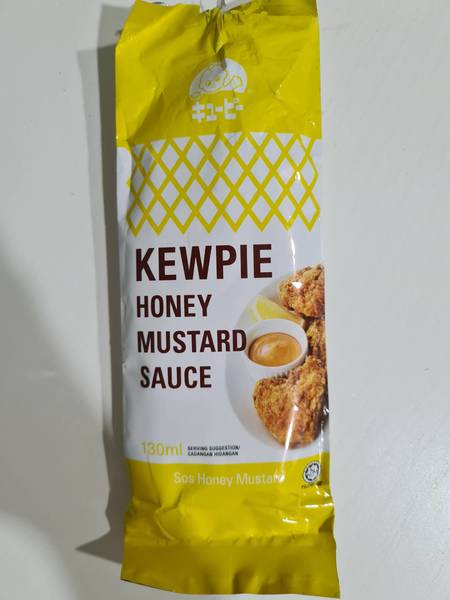 キユーピー
KEWPIE
HONEY
MUSTARD
SAUCE
130ml
SERVING SUGGESTION/
CADANGAN HIDANGAN
Sos Honey Mustard